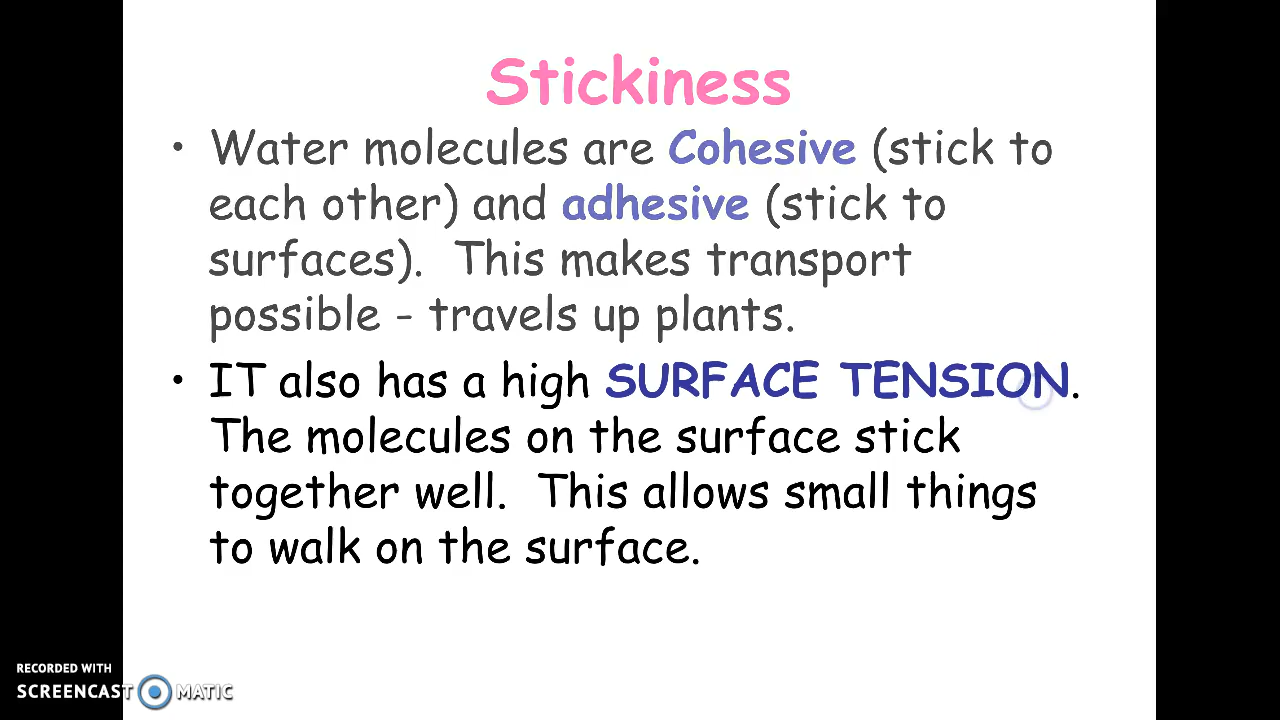 Stickiness
• Water molecules are Cohesive (stick to
each other) and adhesive (stick to
surfaces).  This makes transport
possible - travels up plants.
• IT also has a high SURFACE TENSION.
The molecules on the surface stick
together well.  This allows small things
to walk on the surface.
RECORDED WITH
SCREENCAST MATIC